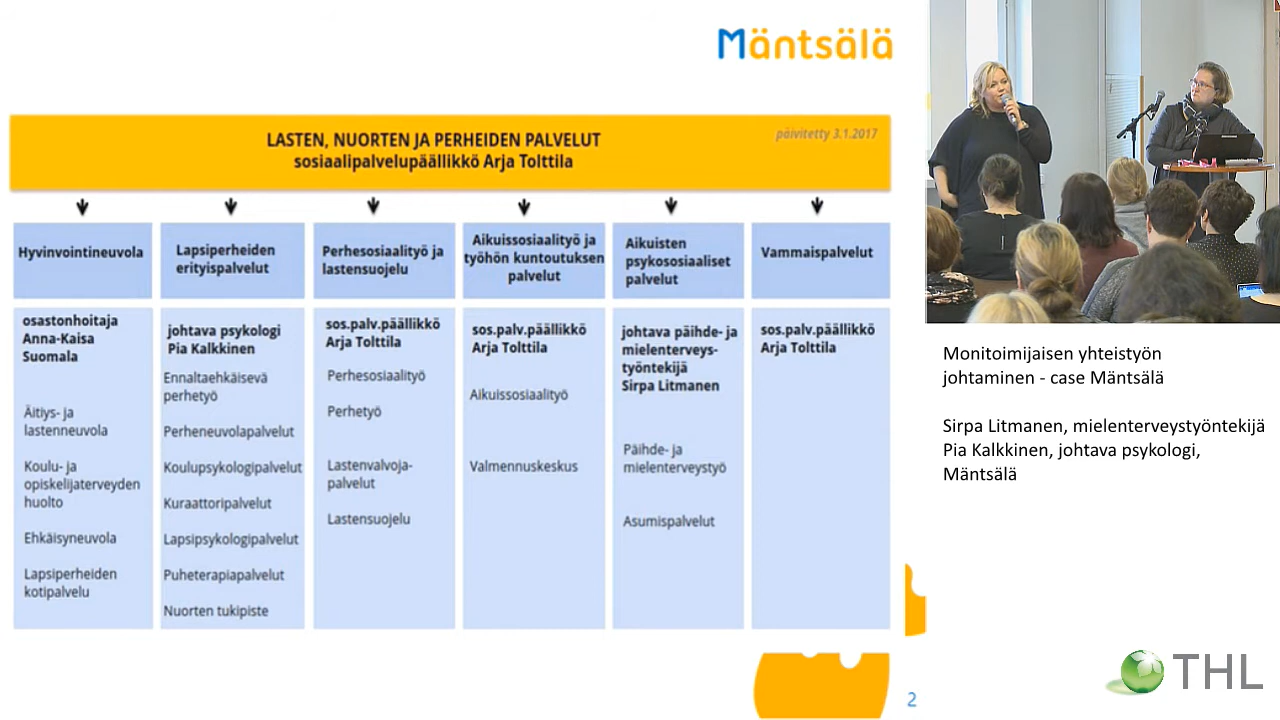 Mäntsälä
LASTEN, NUORTEN JA PERHEIDEN PALVELUT
sosiaalipalvelupäällikkö Arja Tolttila
päivitetty 3.1.2017
Hyvinvointineuvola
osastonhoitaja
Anna-Kaisa
Suomala
Äitiys- ja
lastenneuvola
Koulu- ja
opiskelijaterveyden
huolto
Ehkäisyneuvola
Lapsiperheiden
kotipalvelu
Lapsiperheiden
erityispalvelut
johtava psykologi
Pia Kalkkinen
Ennaltaehkäisevä
perhetyö
Perheneuvolapalvelut
Koulupsykologipalvelut
Kuraattoripalvelut
Lapsipsykologipalvelut
Puheterapiapalvelut
Nuorten tukipiste
Perhesosiaalityö ja
lastensuojelu
sos.palv.päällikkö
Arja Tolttila
Perhesosiaalityö
Perhetyö
Lastenvalvoja-
palvelut
Lastensuojelu
Aikuissosiaalityö ja
työhön kuntoutuksen
palvelut
sos.palv.päällikkö
Arja Tolttila
Aikuissosiaalityö
Valmennuskeskus
Aikuisten
psykososiaaliset
palvelut
johtava päihde- ja
mielenterveys-
työntekijä
Sirpa Litmanen
Päihde- ja
mielenterveystyö
Asumispalvelut
Vammaispalvelut
sos.palv.päällikkö
Arja Tolttila
2
Monitoimijaisen yhteistyön
johtaminen - case Mäntsälä
Sirpa Litmanen, mielenterveystyöntekijä
Pia Kalkkinen, johtava psykologi,
Mäntsälä
THL